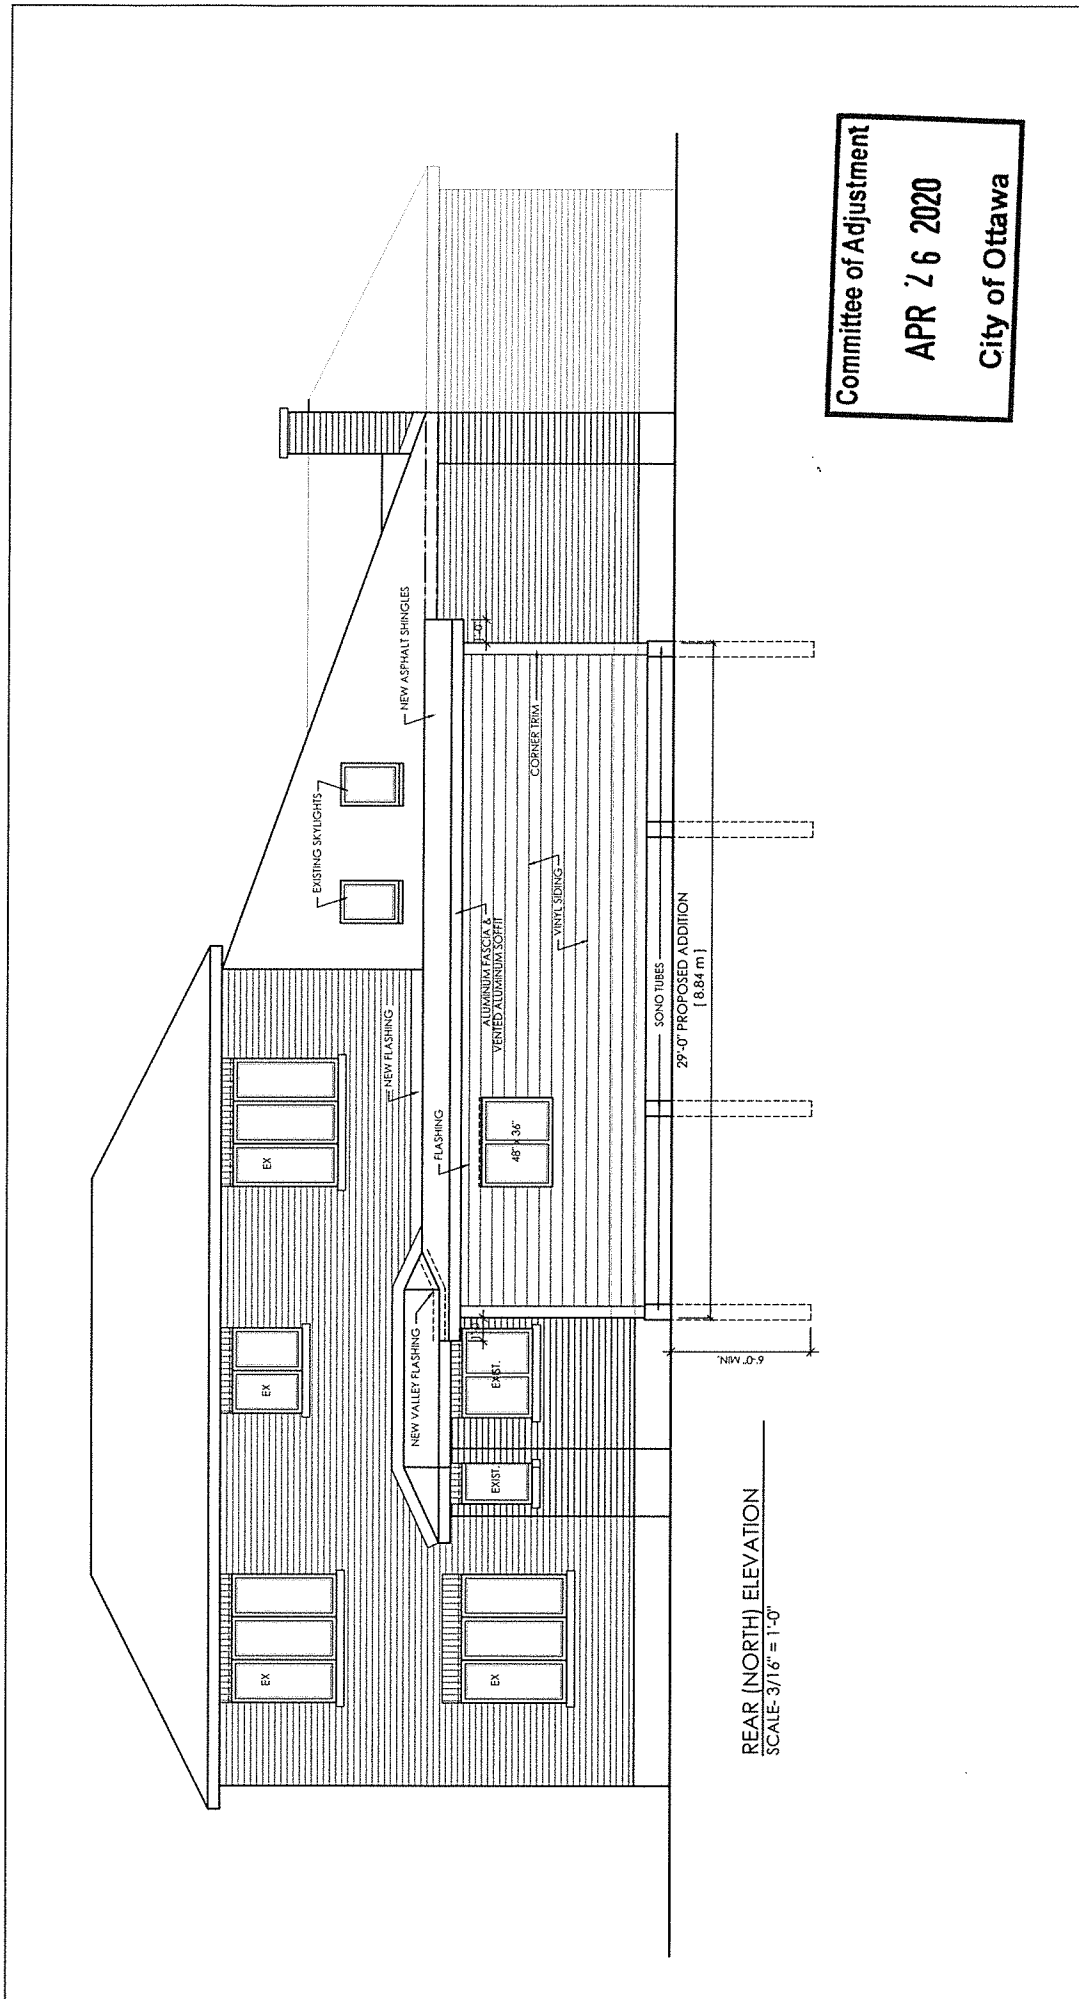 EX
EX
EX
EX
EXIST.
EXIST.
EXISTING SKYLIGHTS
NEW ASPHALT SHINGLES
NEW FLASHING
NEW VALLEY FLASHING
FLASHING
ALUMINUM FASCIA &
VENTED ALUMINUM SOFFIT
48" x 36"
CORNER TRIM
VINYL SIDING
1'-0"
1'-0"
SONO TUBES
29'-0" PROPOSED ADDITION
[ 8.84 m ]
6'-0" MIN.
REAR (NORTH) ELEVATION
SCALE- 3/16" = 1'-0"
Committee of Adjustment
APR 26 2020
City of Ottawa